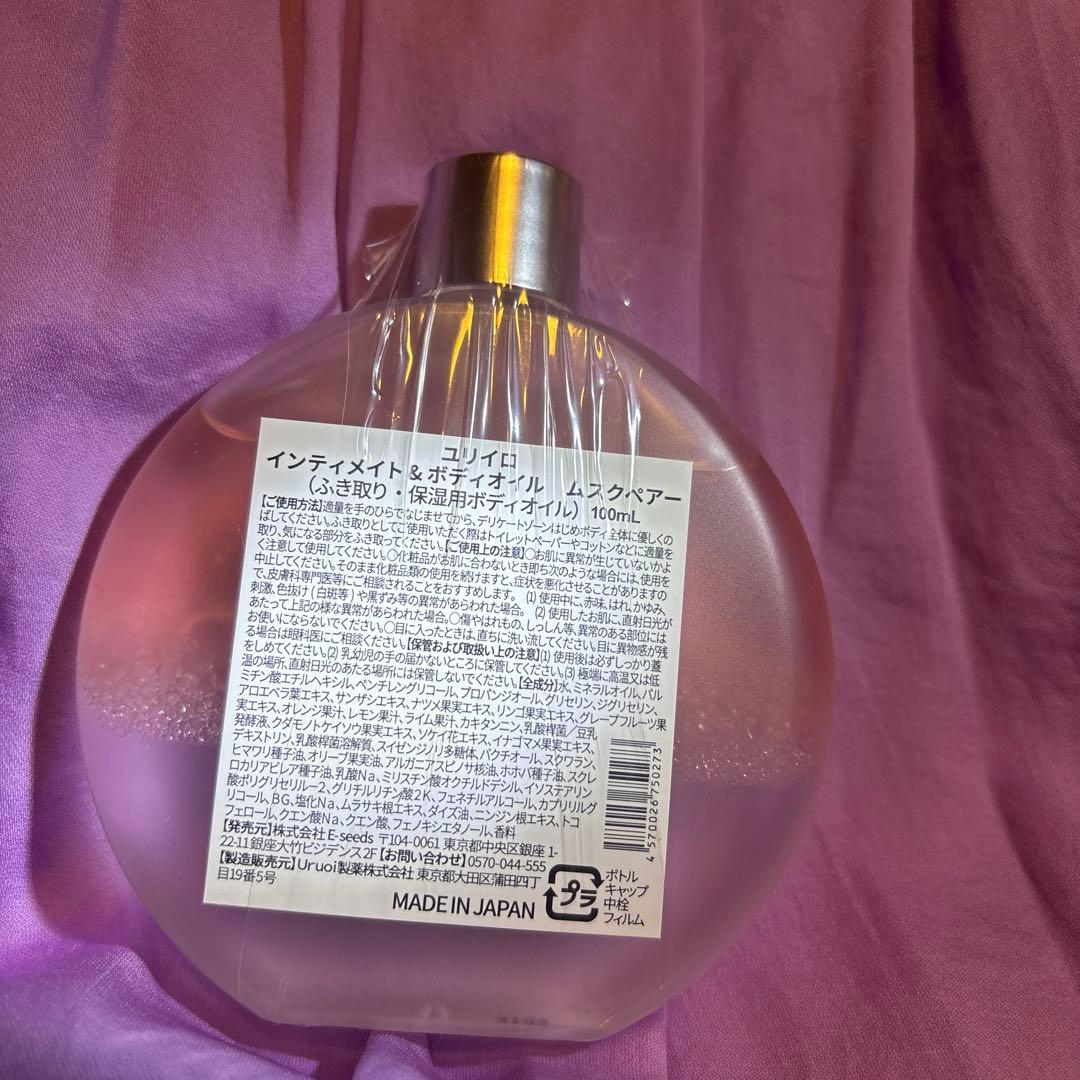 ユリイロ
インティメイト & ボディオイル ムスクペアー
(ふき取り・保湿用ボディオイル) 100mL
【ご使用方法】適量を手のひらでなじませてから、デリケートゾーンはじめボディ全体に優しくの
ばしてください。ふき取りとしてご使用いただく際はトイレットペーパーやコットンなどに適量を
取り、気になる部分をふき取ってください。【ご使用上の注意】〇お肌に異常が生じていないかよ
く注意して使用してください。〇化粧品がお肌に合わないとき即ち次のような場合には、使用を
中止してください。そのまま化粧品類の使用を続けますと、症状を悪化させることがありますの
で、皮膚科専門医等にご相談されることをおすすめします。 (1) 使用中に、赤味、はれ、かゆみ、
刺激、色抜け(白斑等)や黒ずみ等の異常があらわれた場合。 (2) 使用したお肌に、直射日光が
あたって上記の様な異常があらわれた場合。〇傷やはれもの、しっしん等、異常のある部位には
お使いにならないでください。〇目に入ったときは、直ちに洗い流してください。目に異物感が残
る場合は眼科医にご相談ください。【保管および取扱い上の注意】(1) 使用後は必ずしっかり蓋
をしめてください。(2) 乳幼児の手の届かないところに保管してください。(3) 極端に高温又は低
温の場所、直射日光のあたる場所には保管しないでください。【全成分】水、ミネラルオイル、パル
ミチン酸エチルヘキシル、ペンチレングリコール、プロパンジオール、グリセリン、ジグリセリン、
アロエベラ葉エキス、サンザシエキス、ナツメ果実エキス、リンゴ果実エキス、グレープフルーツ果
実エキス、オレンジ果汁、レモン果汁、ライム果汁、カキタンニン、乳酸桿菌/豆乳
発酵液、クダモノトケイソウ果実エキス、ソケイ花エキス、イナゴマメ果実エキス、
デキストリン、乳酸桿菌溶解質、スイゼンジノリ多糖体、バクチオール、スクワラン、
ヒマワリ種子油、オリーブ果実油、アルガニアスピノサ核油、ホホバ種子油、スクレ
ロカリアビレア種子油、乳酸Na、ミリスチン酸オクチルドデシル、イソステアリン
酸ポリグリセリル-2、グリチルリチン酸2K、フェネチルアルコール、カプリリルグ
リコール、BG、塩化Na、ムラサキ根エキス、ダイズ油、ニンジン根エキス、トコ
フェロール、クエン酸Na、クエン酸、フェノキシエタノール、香料
【発売元】株式会社 E-seeds 〒104-0061 東京都中央区銀座 1-
22-11 銀座大竹ビジデンス2F【お問い合わせ】0570-044-555
【製造販売元】Uruoi製薬株式会社 東京都大田区蒲田四丁
目19番5号
MADE IN JAPAN
4 570026 750273
プラ
ボトル
キャップ
中栓
フィルム